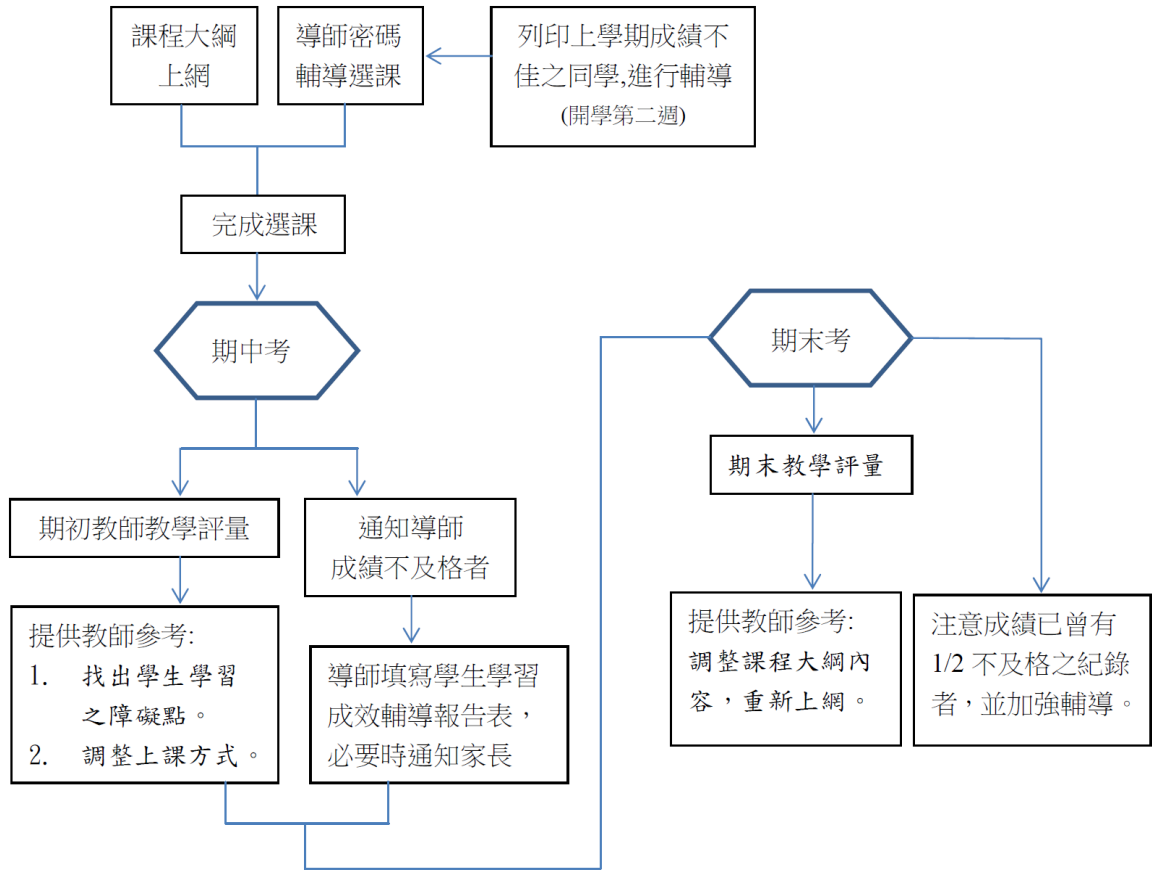 課程大綱
上網
導師密碼
輔導選課
列印上學期成績不
佳之同學,進行輔導
(開學第二週)
完成選課
期中考
期初教師教學評量
通知導師
成績不及格者
提供教師參考:
1. 找出學生學習
之障礙點。
2. 調整上課方式。
導師填寫學生學習
成效輔導報告表，
必要時通知家長
期末考
期末教學評量
提供教師參考:
調整課程大綱內
容，重新上網。
注意成績已曾有
1/2 不及格之紀錄
者，並加強輔導。